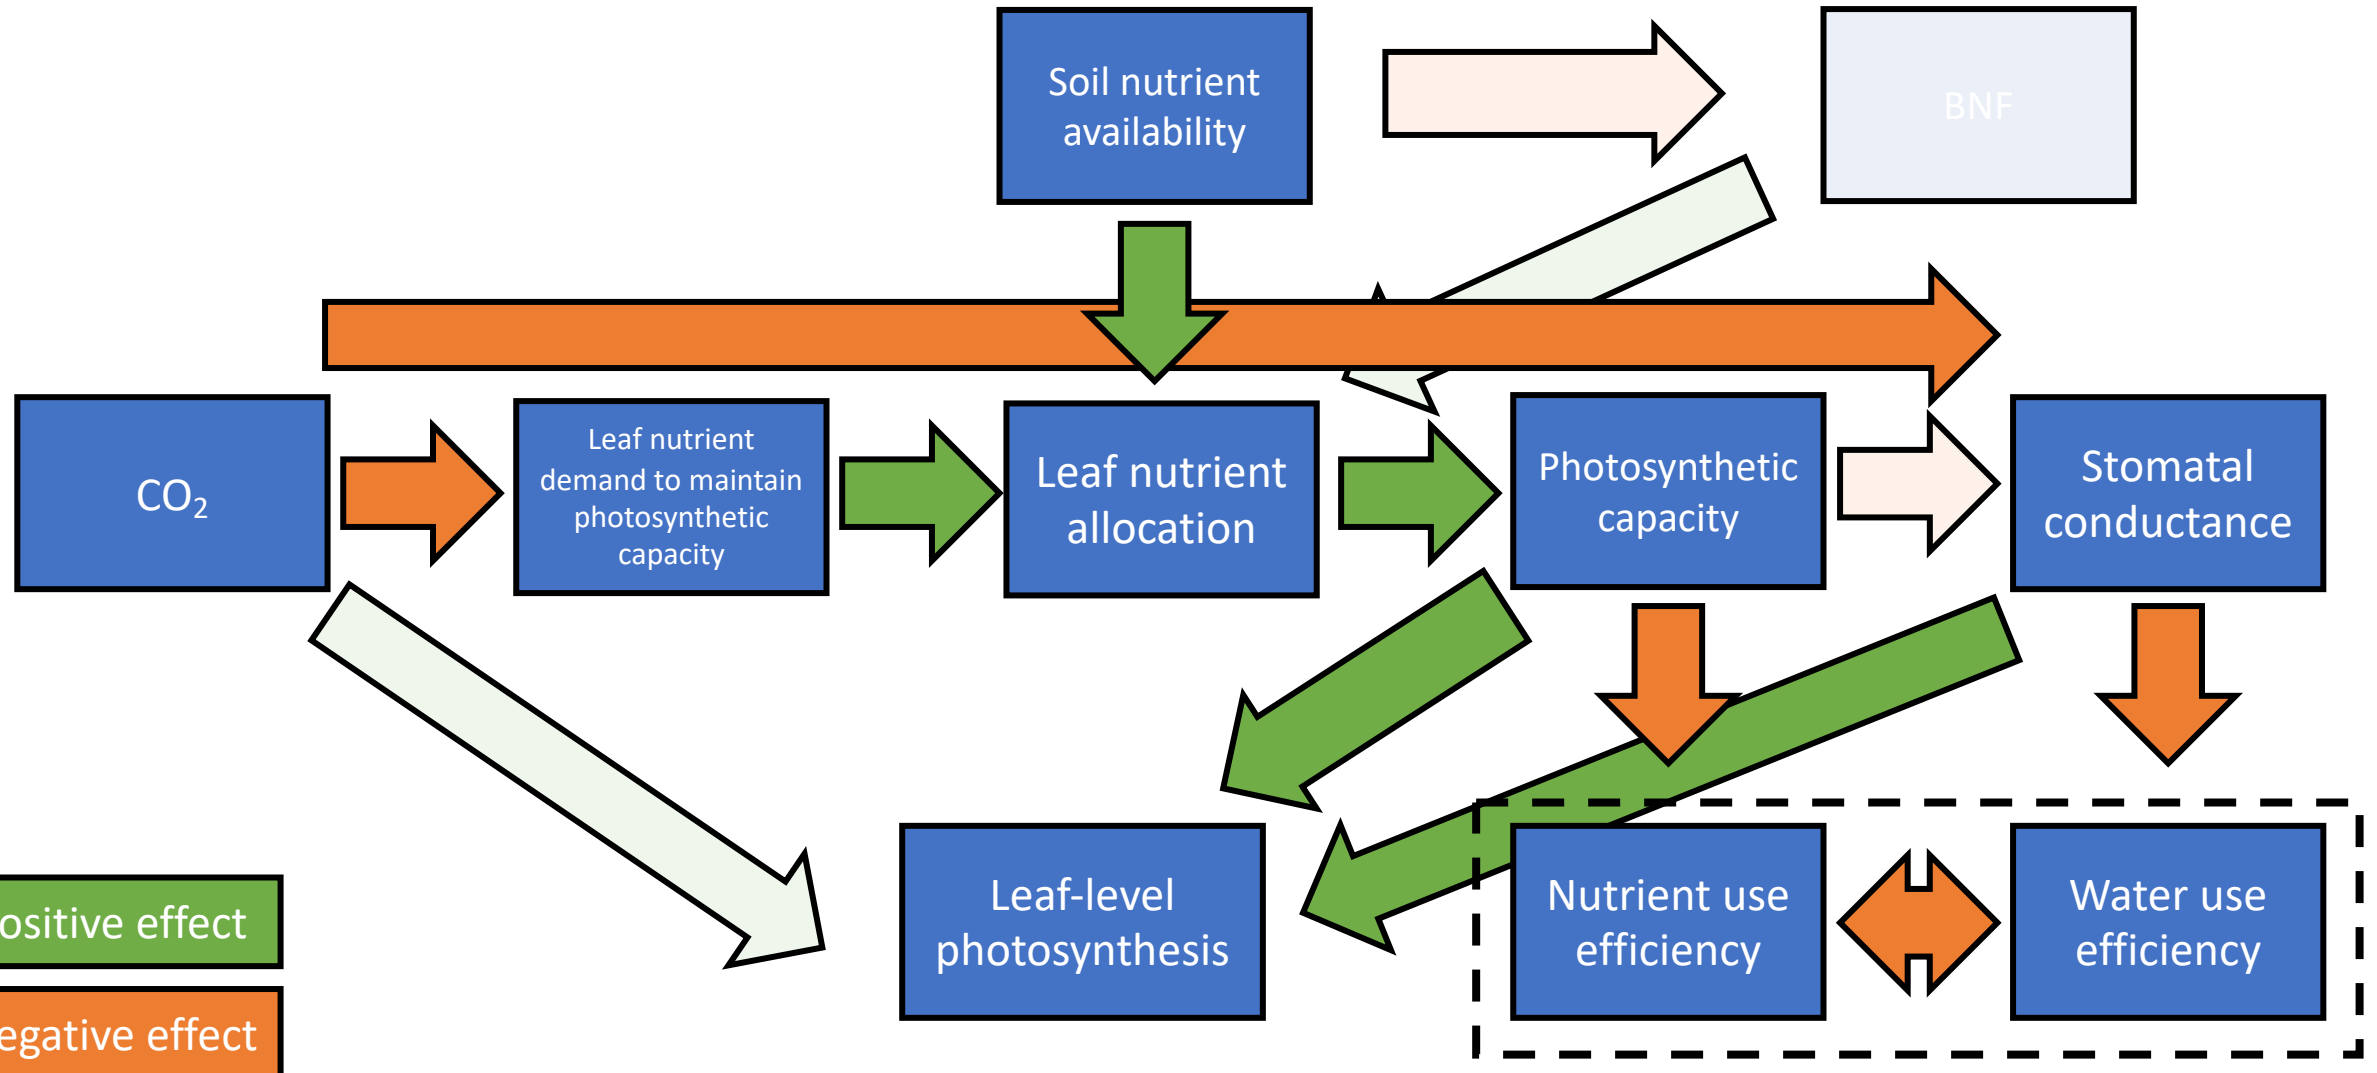 Soil nutrient
availability
BNF
CO₂
Leaf nutrient
demand to maintain
photosynthetic
capacity
Leaf nutrient
allocation
Photosynthetic
capacity
Stomatal
conductance
Leaf-level
photosynthesis
Nutrient use
efficiency
Water use
efficiency
ositive effect
egative effect